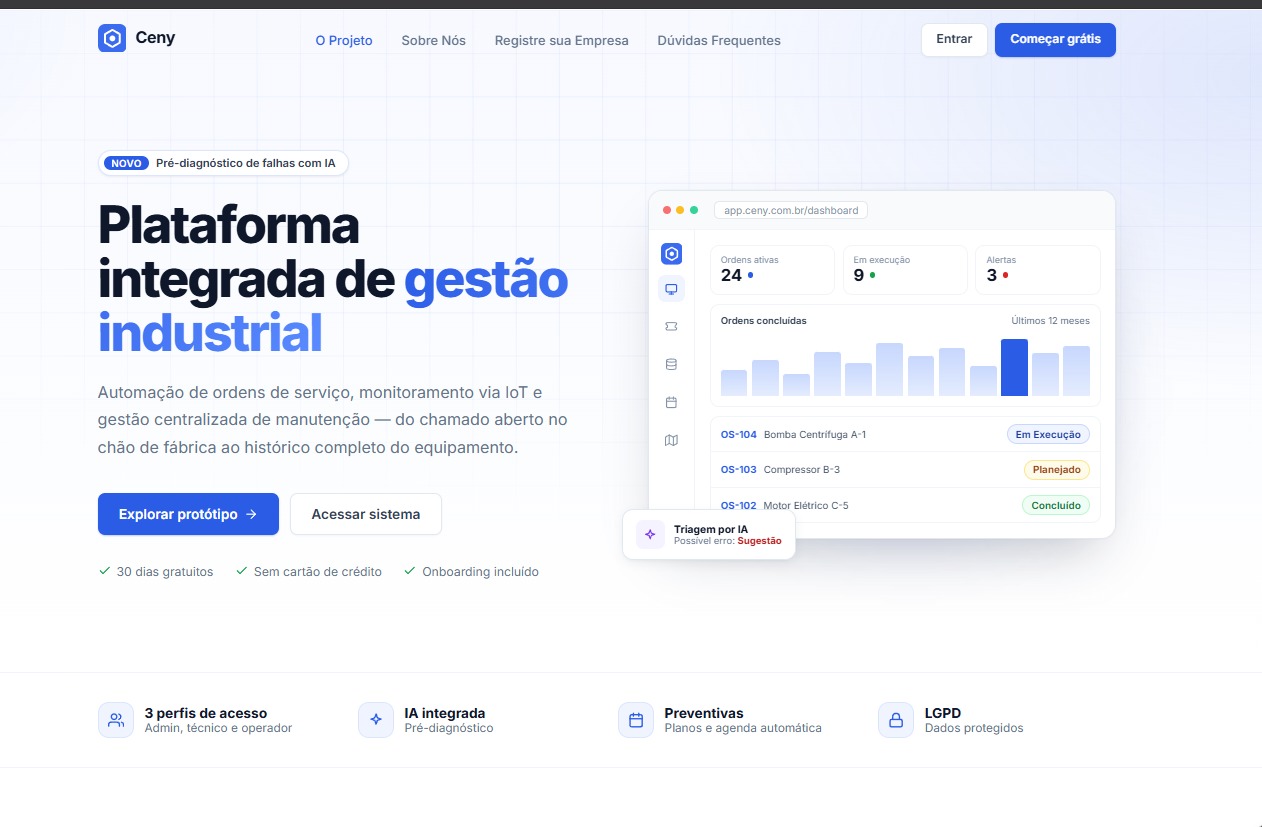 Ceny
O Projeto
Sobre Nós
Registre sua Empresa
Dúvidas Frequentes
Entrar
Começar grátis
NOVO Pré-diagnóstico de falhas com IA
Plataforma
integrada de gestão
industrial
Automação de ordens de serviço, monitoramento via IoT e
gestão centralizada de manutenção — do chamado aberto no
chão de fábrica ao histórico completo do equipamento.
Explorar protótipo →
Acessar sistema
30 dias gratuitos
Sem cartão de crédito
Onboarding incluído
app.ceny.com.br/dashboard
Ordens ativas
24
Em execução
9
Alertas
3
Ordens concluídas
Últimos 12 meses
OS-104 Bomba Centrífuga A-1 Em Execução
OS-103 Compressor B-3 Planejado
OS-102 Motor Elétrico C-5 Concluído
Triagem por IA
Possível erro: Sugestão
3 perfis de acesso
Admin, técnico e operador
IA integrada
Pré-diagnóstico
Preventivas
Planos e agenda automática
LGPD
Dados protegidos